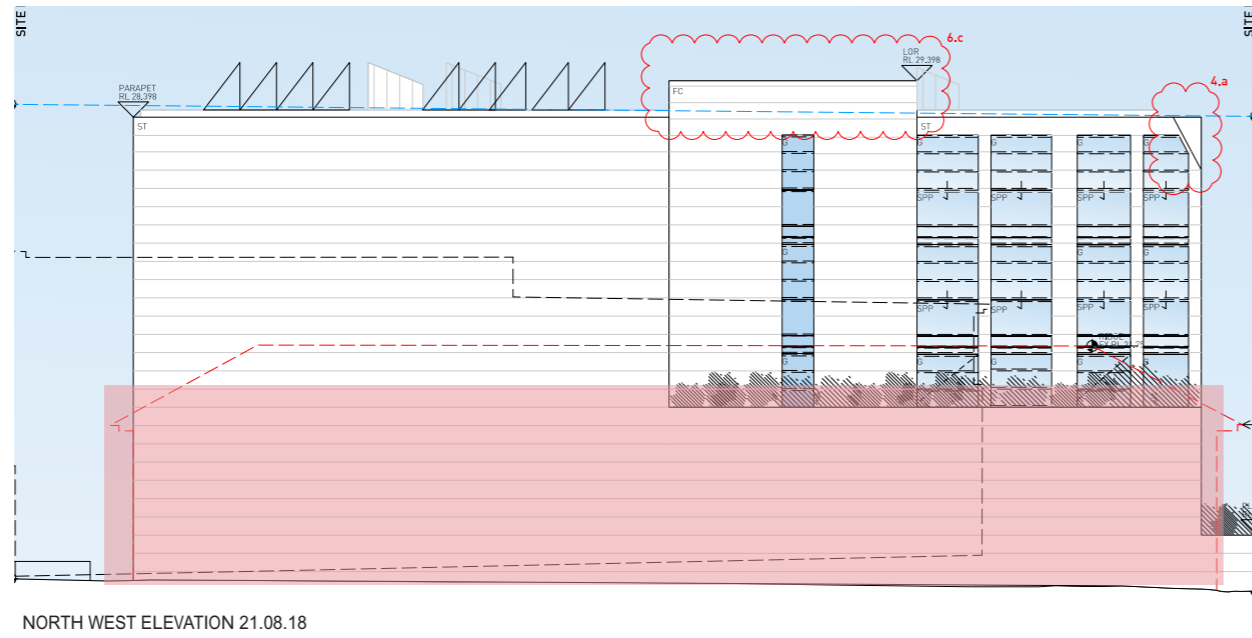 SITE
SITE
6.c
LOR
RL 29,398
4.a
PARAPET
RL 28,398
FC
ST
ST
G
G
G
G
G
SPP
SPP
SPP
SPP
G
G
G
G
G
SPP
SPP
SPP
SPP
G
G
G
G
G
NORTH WEST ELEVATION 21.08.18